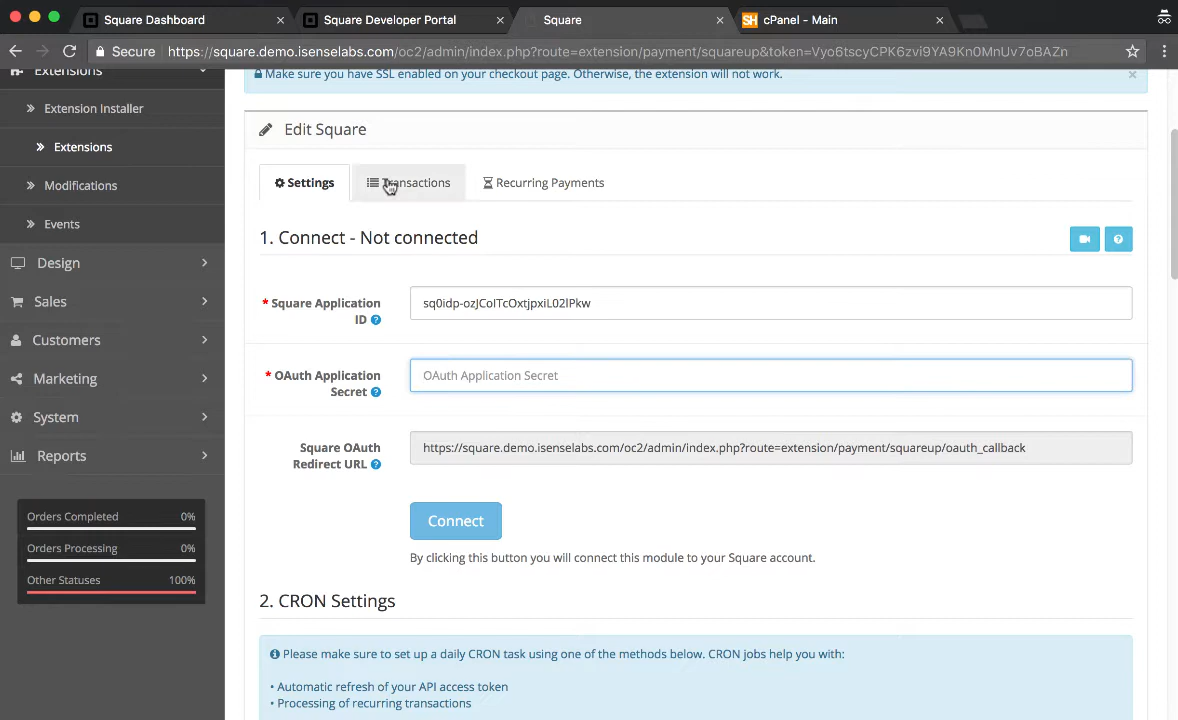 Square Dashboard
Square Developer Portal
Square
SH cPanel - Main
Secure https://square.demo.isenselabs.com/oc2/admin/index.php?route=extension/payment/squareup&token=Vyo6tscyCPK6zvi9YA9Kn0MnUv7oBAZn
Extensions
Extension Installer
Extensions
Modifications
Events
Design
Sales
Customers
Marketing
System
Reports
Orders Completed 0%
Orders Processing 0%
Other Statuses 100%
Make sure you have SSL enabled on your checkout page. Otherwise, the extension will not work.
Edit Square
Settings
Transactions
Recurring Payments
1. Connect - Not connected
* Square Application
ID
sq0idp-ozJCoITcOxtjpxiL02lPkw
* OAuth Application
Secret
OAuth Application Secret
Square OAuth
Redirect URL
https://square.demo.isenselabs.com/oc2/admin/index.php?route=extension/payment/squareup/oauth_callback
Connect
By clicking this button you will connect this module to your Square account.
2. CRON Settings
Please make sure to set up a daily CRON task using one of the methods below. CRON jobs help you with:
• Automatic refresh of your API access token
• Processing of recurring transactions